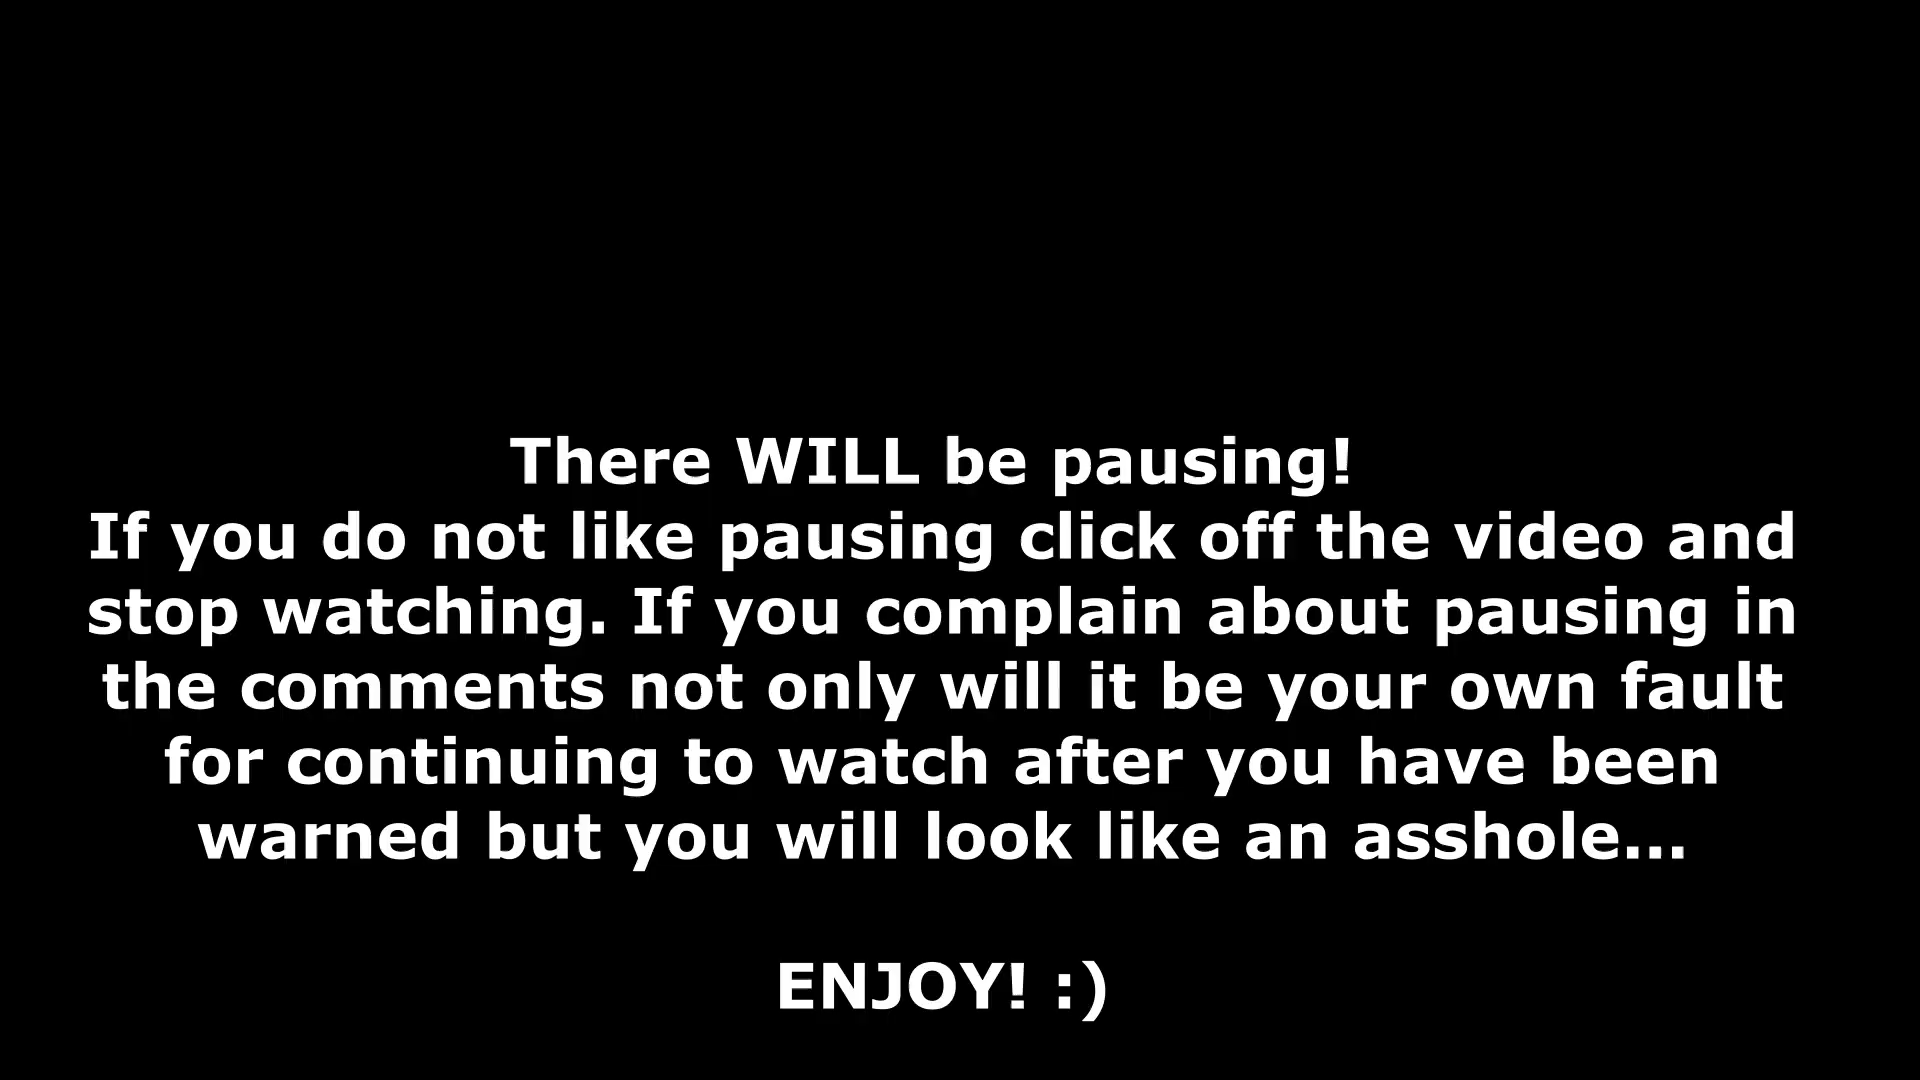 There WILL be pausing!
If you do not like pausing click off the video and
stop watching. If you complain about pausing in
the comments not only will it be your own fault
for continuing to watch after you have been
warned but you will look like an asshole...
ENJOY! :)